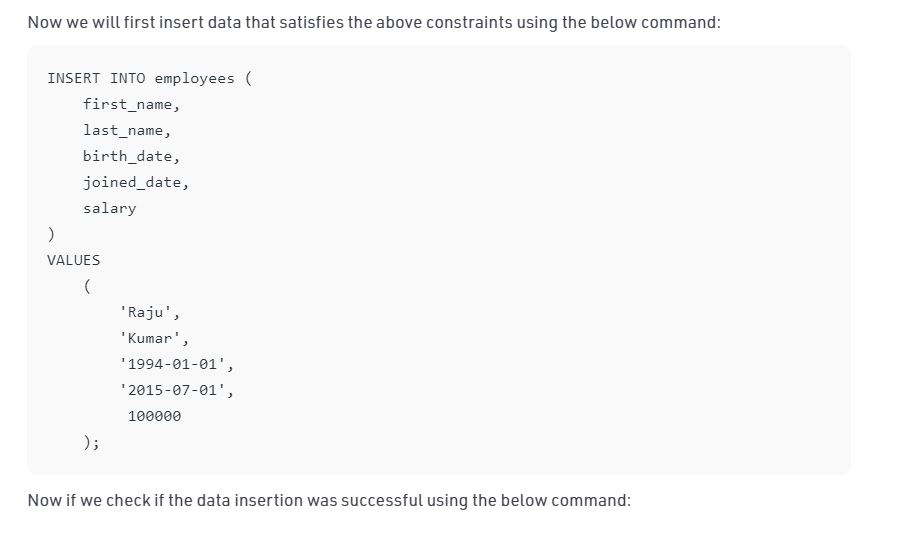 Now we will first insert data that satisfies the above constraints using the below command:
INSERT INTO employees (
    first_name,
    last_name,
    birth_date,
    joined_date,
    salary
)
VALUES
    (
        'Raju',
        'Kumar',
        '1994-01-01',
        '2015-07-01',
         100000
    );
Now if we check if the data insertion was successful using the below command: